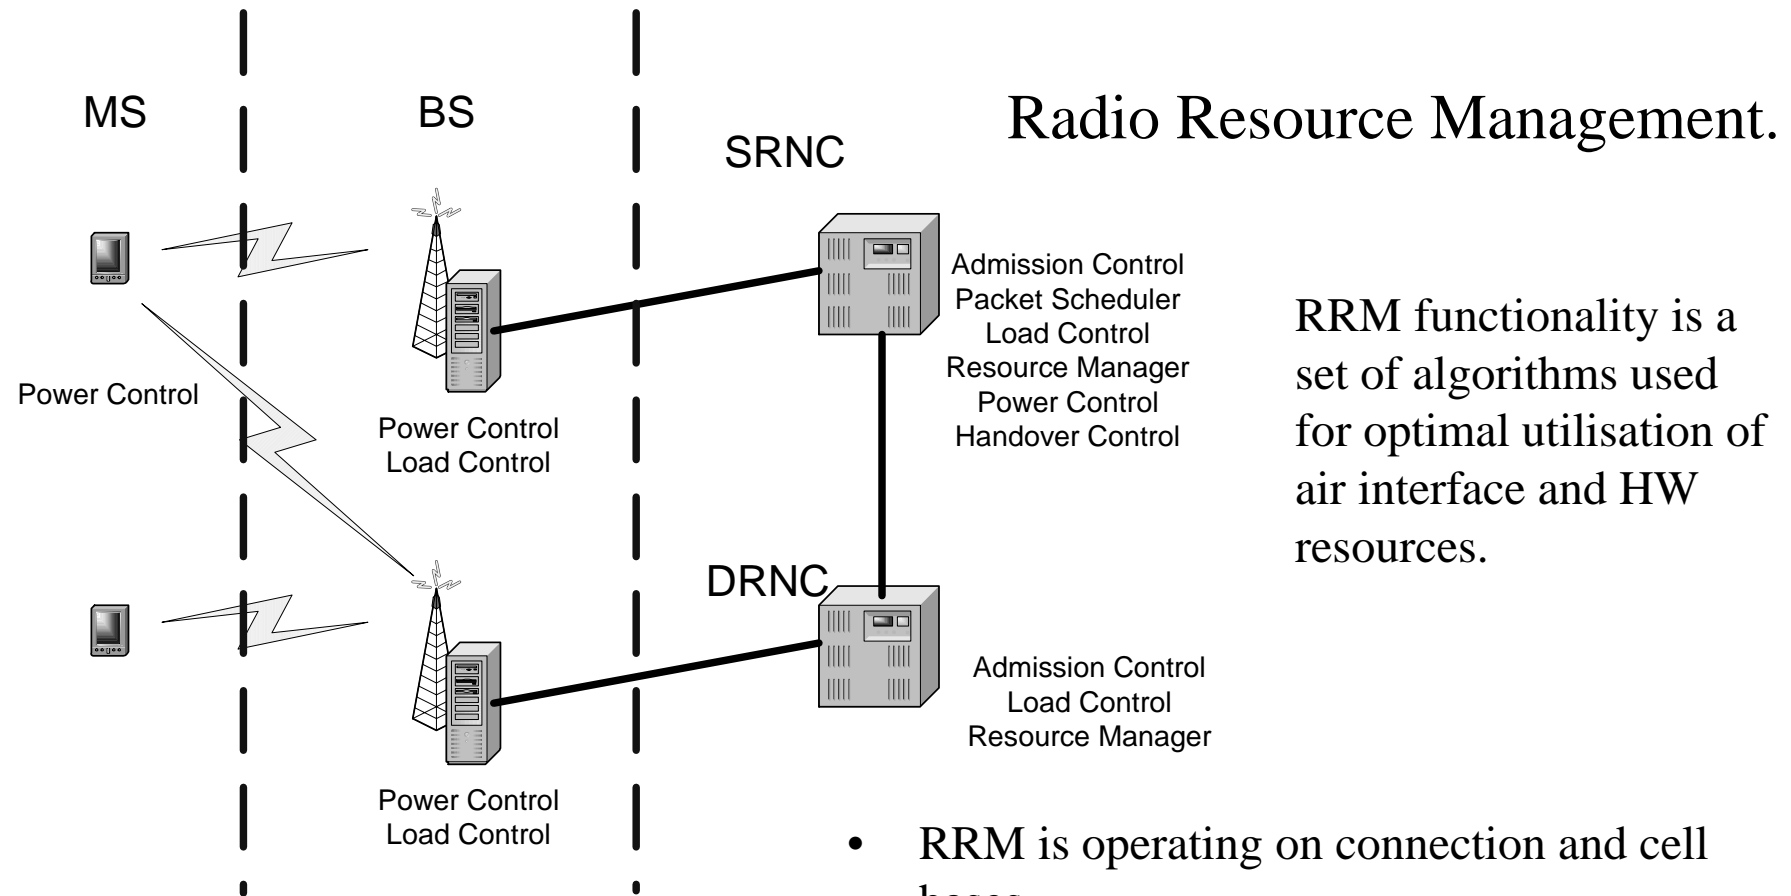 MS
BS
SRNC
Radio Resource Management.
Admission Control
Packet Scheduler
Load Control
Resource Manager
Power Control
Handover Control
RRM functionality is a
set of algorithms used
for optimal utilisation of
air interface and HW
resources.
Power Control
Power Control
Load Control
DRNC
Admission Control
Load Control
Resource Manager
Power Control
Load Control
• RRM is operating on connection and cell